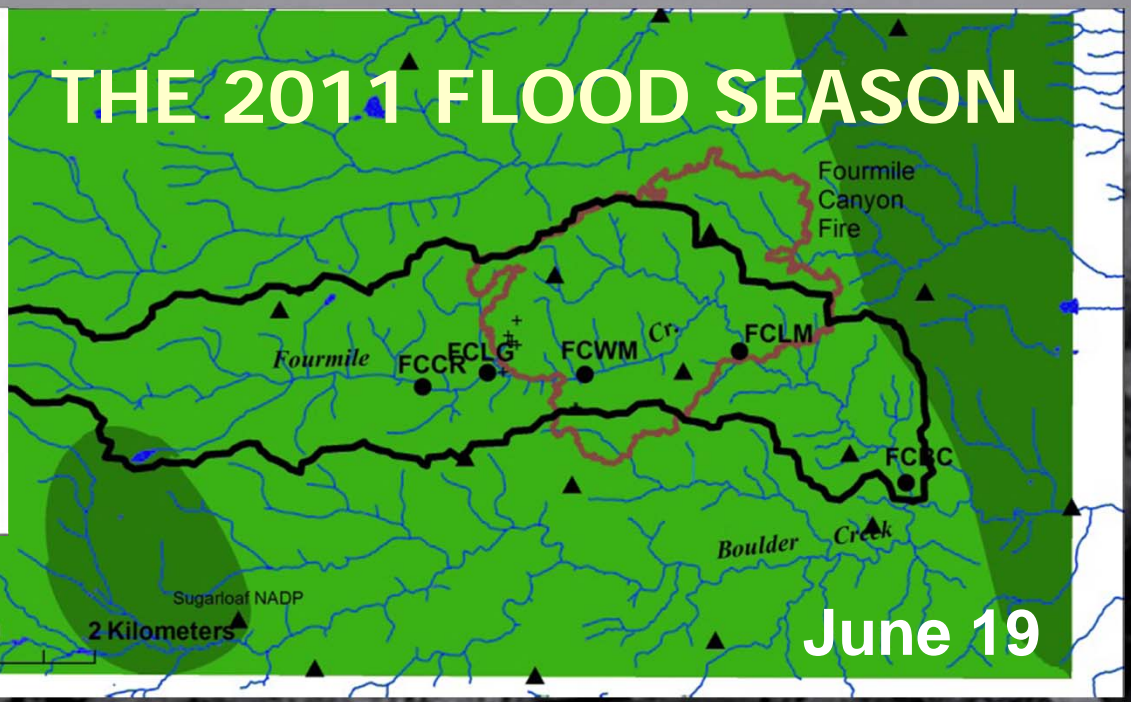 THE 2011 FLOOD SEASON
Fourmile
Canyon
Fire
Fourmile
FCCR
FCLG
FCWM
Cr.
FCLM
FCBC
Boulder Creek
Sugarloaf NADP
2 Kilometers
June 19